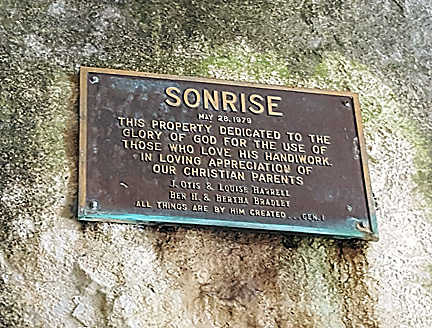 SONRISE
MAY 28, 1979
THIS PROPERTY DEDICATED TO THE
GLORY OF GOD FOR THE USE OF
THOSE WHO LOVE HIS HANDIWORK.
IN LOVING APPRECIATION OF
OUR CHRISTIAN PARENTS
J. OTIS & LOUISE HARRELL
BEN H. & BERTHA BRADLEY
ALL THINGS ARE BY HIM CREATED...GEN. 1